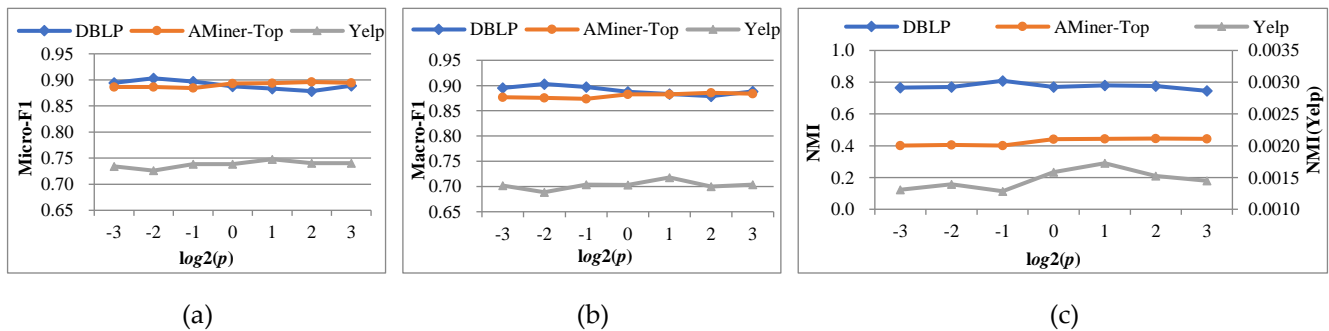 DBLP AMiner-Top Yelp
0.95
0.90
0.85
0.80
0.75
0.70
0.65
Micro-F1
-3 -2 -1 0 1 2 3
log2(p)
(a)
DBLP AMiner-Top Yelp
0.95
0.90
0.85
0.80
0.75
0.70
0.65
Macro-F1
-3 -2 -1 0 1 2 3
log2(p)
(b)
DBLP AMiner-Top Yelp
1.0
0.8
0.6
0.4
0.2
0.0
NMI
0.0035
0.0030
0.0025
0.0020
0.0015
0.0010
NMI(Yelp)
-3 -2 -1 0 1 2 3
log2(p)
(c)